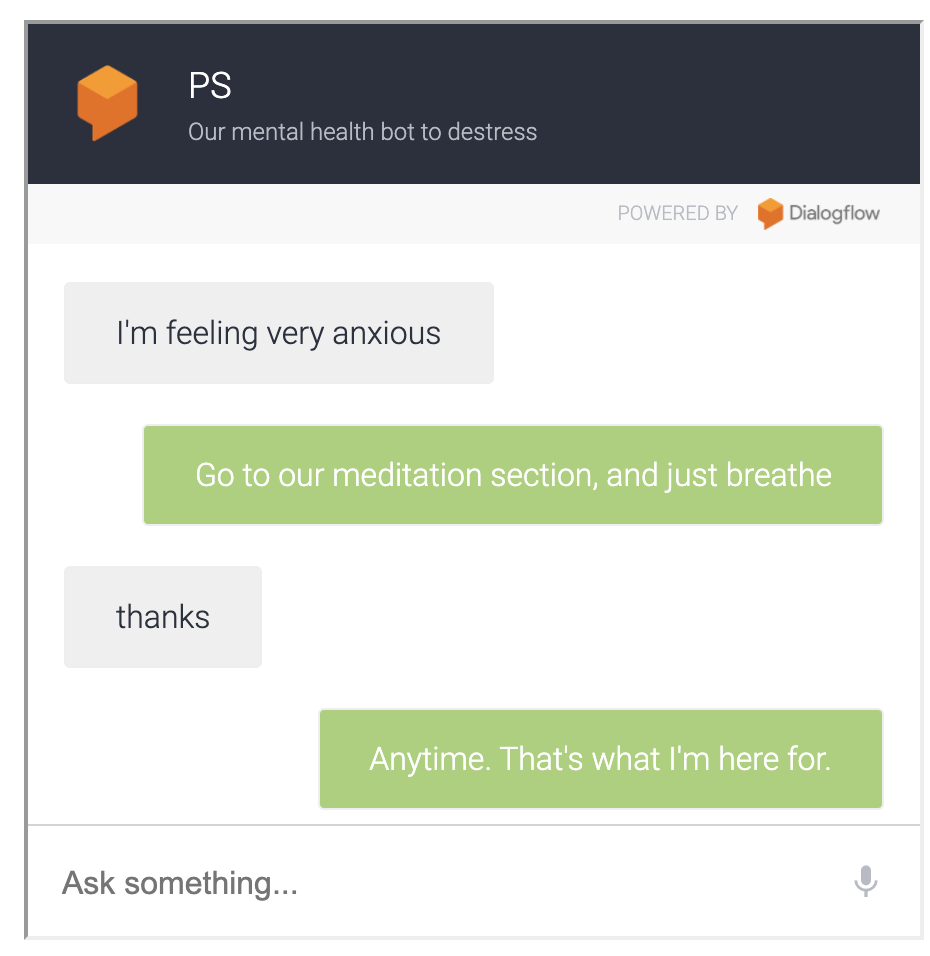 PS
Our mental health bot to destress
POWERED BY Dialogflow
I'm feeling very anxious
Go to our meditation section, and just breathe
thanks
Anytime. That's what I'm here for.
Ask something...